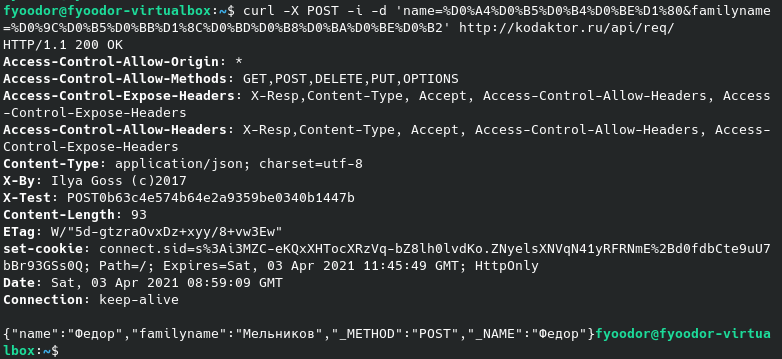 fyoodor@fyoodor-virtualbox:~$ curl -X POST -i -d 'name=%D0%A4%D0%B5%D0%B4%D0%BE%D1%80&familyname
=%D0%9C%D0%B5%D0%BB%D1%8C%D0%BD%D0%B8%D0%BA%D0%BE%D0%B2' http://kodaktor.ru/api/req/
HTTP/1.1 200 OK
Access-Control-Allow-Origin: *
Access-Control-Allow-Methods: GET,POST,DELETE,PUT,OPTIONS
Access-Control-Expose-Headers: X-Resp,Content-Type, Accept, Access-Control-Allow-Headers, Access
-Control-Expose-Headers
Access-Control-Allow-Headers: X-Resp,Content-Type, Accept, Access-Control-Allow-Headers, Access-
Control-Expose-Headers
Content-Type: application/json; charset=utf-8
X-By: Ilya Goss (c)2017
X-Test: POST0b63c4e574b64e2a9359be0340b1447b
Content-Length: 93
ETag: W/"5d-gtzraOvxDz+xyy/8+vw3Ew"
set-cookie: connect.sid=s%3Ai3MZC-eKQxXHTocXRzVq-bZ8lh0lvdKo.ZNyelsXNVqN41yRFRNmE%2Bd0fdbCte9uU7
bBr93GSs0Q; Path=/; Expires=Sat, 03 Apr 2021 11:45:49 GMT; HttpOnly
Date: Sat, 03 Apr 2021 08:59:09 GMT
Connection: keep-alive
{"name":"Федор","familyname":"Мельников","_METHOD":"POST","_NAME":"Федор"}fyoodor@fyoodor-virtua
lbox:~$